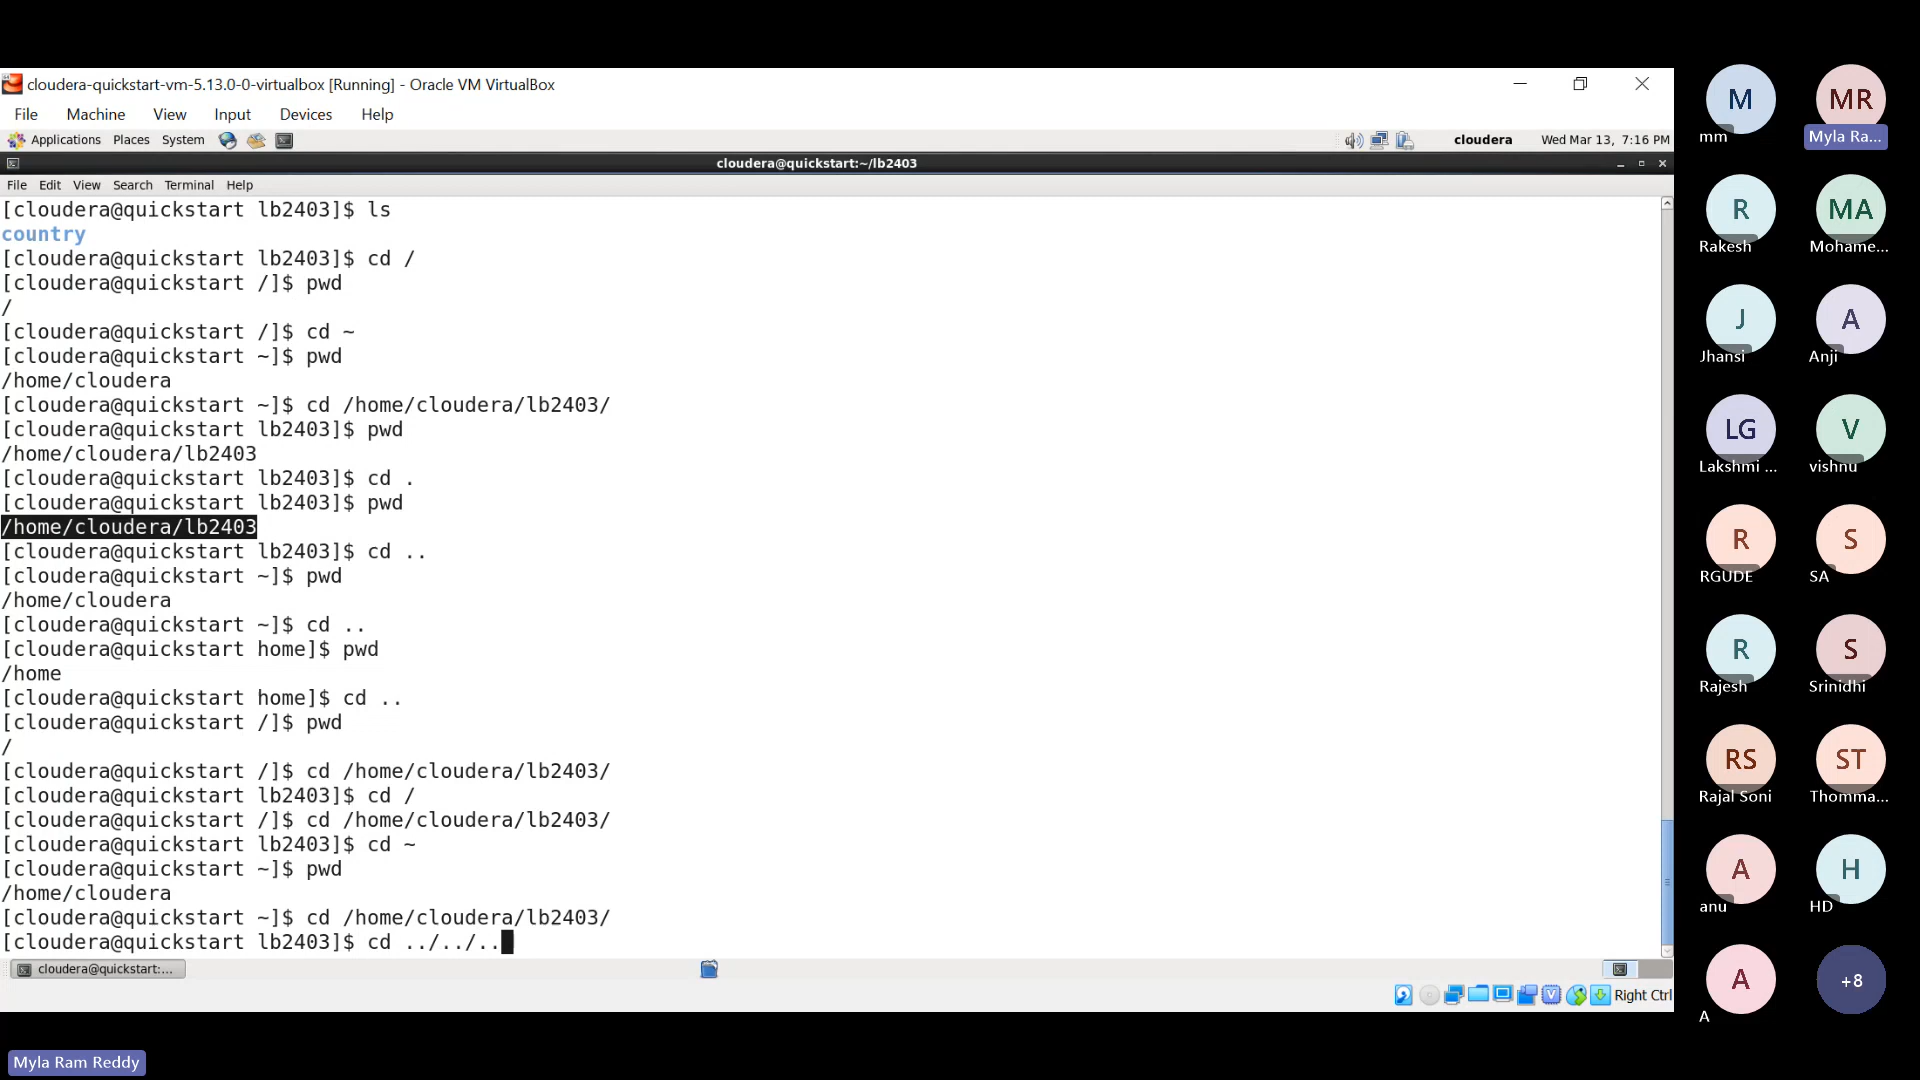 cloudera-quickstart-vm-5.13.0-0-virtualbox [Running] - Oracle VM VirtualBox
File Machine View Input Devices Help
Applications Places System cloudera Wed Mar 13, 7:16 PM
cloudera@quickstart:~/lb2403
File Edit View Search Terminal Help
[cloudera@quickstart lb2403]$ ls
country
[cloudera@quickstart lb2403]$ cd /
[cloudera@quickstart /]$ pwd
/
[cloudera@quickstart /]$ cd ~
[cloudera@quickstart ~]$ pwd
/home/cloudera
[cloudera@quickstart ~]$ cd /home/cloudera/lb2403/
[cloudera@quickstart lb2403]$ pwd
/home/cloudera/lb2403
[cloudera@quickstart lb2403]$ cd .
[cloudera@quickstart lb2403]$ pwd
/home/cloudera/lb2403
[cloudera@quickstart lb2403]$ cd ..
[cloudera@quickstart ~]$ pwd
/home/cloudera
[cloudera@quickstart ~]$ cd ..
[cloudera@quickstart home]$ pwd
/home
[cloudera@quickstart home]$ cd ..
[cloudera@quickstart /]$ pwd
/
[cloudera@quickstart /]$ cd /home/cloudera/lb2403/
[cloudera@quickstart lb2403]$ cd /
[cloudera@quickstart /]$ cd /home/cloudera/lb2403/
[cloudera@quickstart lb2403]$ cd ~
[cloudera@quickstart ~]$ pwd
/home/cloudera
[cloudera@quickstart ~]$ cd /home/cloudera/lb2403/
[cloudera@quickstart lb2403]$ cd ../../..
cloudera@quickstart:...
Right Ctrl
M MR
mm Myla Ra...
R MA
Rakesh Mohame...
J A
Jhansi Anji
LG V
Lakshmi ... vishnu
R S
RGUDE SA
R S
Rajesh Srinidhi
RS ST
Rajal Soni Thomma...
A H
anu HD
A +8
A
Myla Ram Reddy